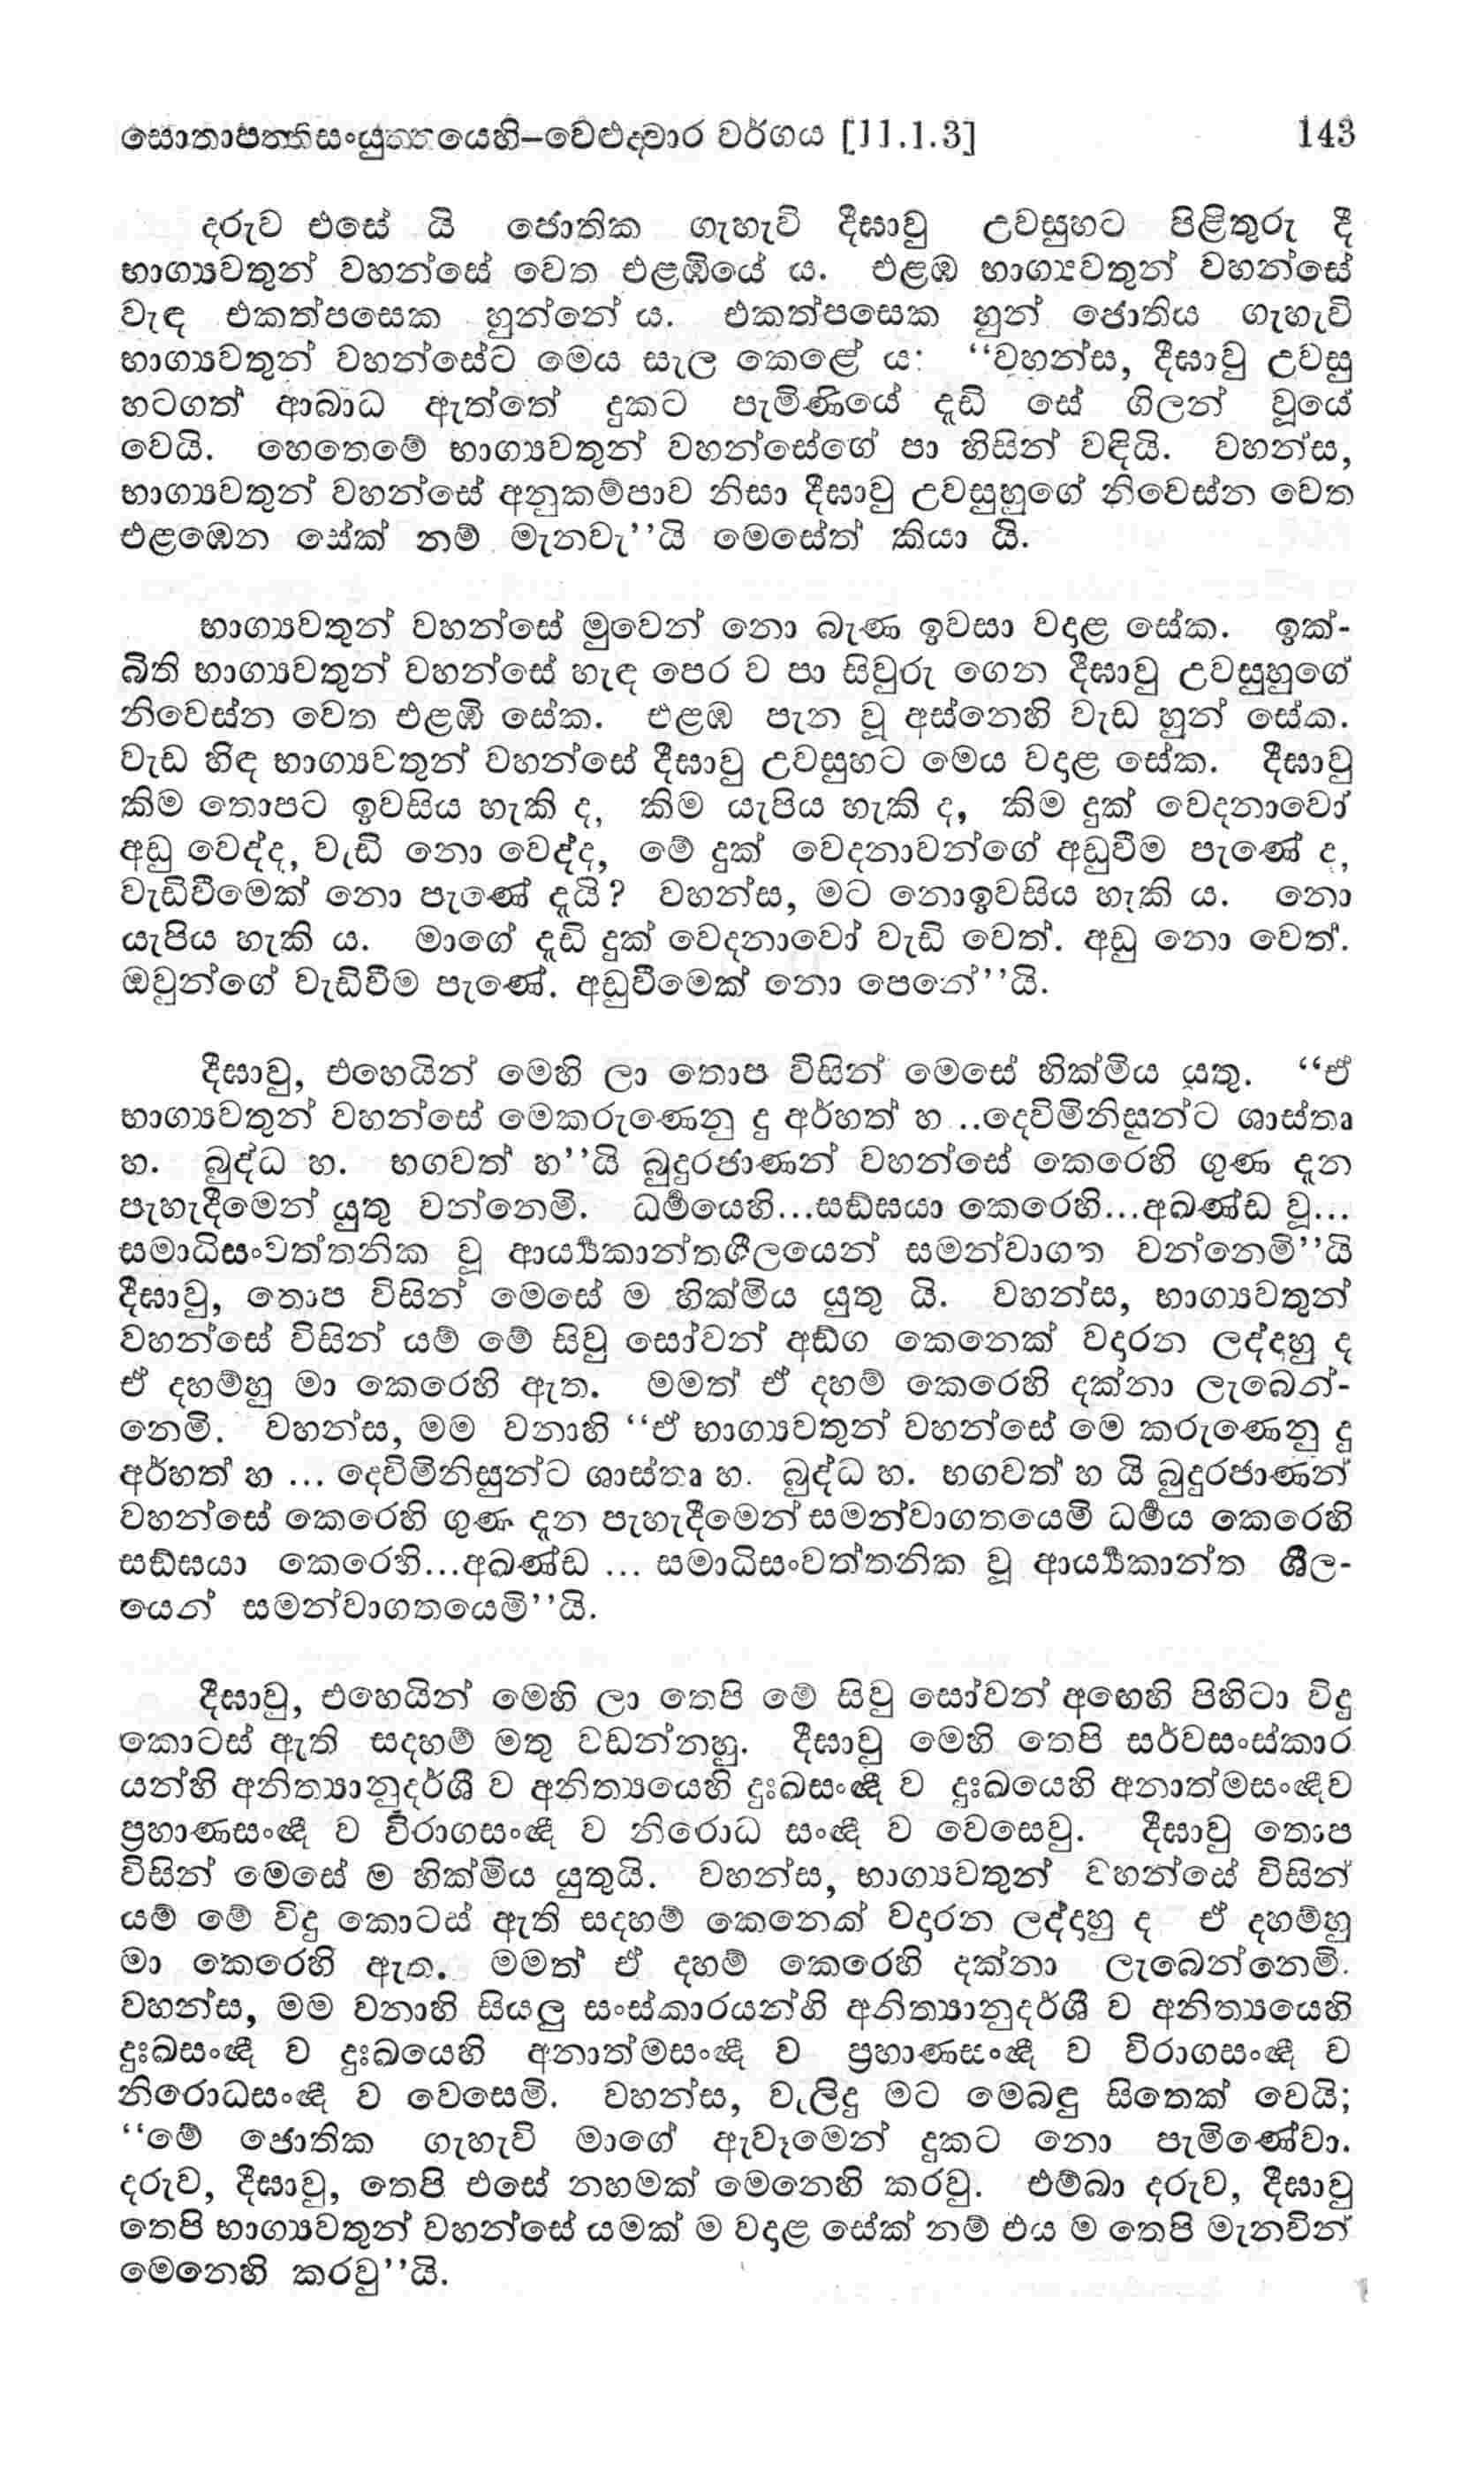 සොතාපත්තිසංයුත්තයෙහි–වෙළුද්වාර වර්ගය [11.1.3] 143
දරුව එසේ යි ජොතික ගැහැවි දීඝාවු උවසුහට පිළිතුරු දී
භාග්‍යවතුන් වහන්සේ වෙත එළඹියේ ය. එළඹ භාග්‍යවතුන් වහන්සේ
වැඳ එකත්පසෙක හුන්නේ ය. එකත්පසෙක හුන් ජොතිය ගැහැවි
භාග්‍යවතුන් වහන්සේට මෙය සැල කෙළේ ය: “වහන්ස, දීඝාවු උවසු
හටගත් ආබාධ ඇත්තේ දුකට පැමිණියේ දැඩි සේ ගිලන් වූයේ
වෙයි. හෙතෙමේ භාග්‍යවතුන් වහන්සේගේ පා හිසින් වඳියි. වහන්ස,
භාග්‍යවතුන් වහන්සේ අනුකම්පාව නිසා දීඝාවු උවසුහුගේ නිවෙස්න වෙත
එළඹෙන සේක් නම් මැනවැ”යි මෙසේත් කියා යි.
භාග්‍යවතුන් වහන්සේ මුවෙන් නො බැණ ඉවසා වදාළ සේක. ඉක්-
බිති භාග්‍යවතුන් වහන්සේ හැඳ පෙර ව පා සිවුරු ගෙන දීඝාවු උවසුහුගේ
නිවෙස්න වෙත එළඹි සේක. එළඹ පැන වූ අස්නෙහි වැඩ හුන් සේක.
වැඩ හිඳ භාග්‍යවතුන් වහන්සේ දීඝාවු උවසුහට මෙය වදාළ සේක. දීඝාවු
කිම තොපට ඉවසිය හැකි ද, කිම යැපිය හැකි ද, කිම දුක් වෙදනාවෝ
අඩු වෙද්ද, වැඩි නො වෙද්ද, මේ දුක් වෙදනාවන්ගේ අඩුවීම පැණේ ද,
වැඩිවීමෙක් නො පැණේ දැයි? වහන්ස, මට නොඉවසිය හැකි ය. නො
යැපිය හැකි ය. මාගේ දැඩි දුක් වෙදනාවෝ වැඩි වෙත්. අඩු නො වෙත්.
ඔවුන්ගේ වැඩිවීම පැණේ. අඩුවීමෙක් නො පෙනේ”යි.
දීඝාවු, එහෙයින් මෙහි ලා තොප විසින් මෙසේ හික්මිය යුතු. “ඒ
භාග්‍යවතුන් වහන්සේ මෙකරුණෙනු දු අර්හත් හ ..දෙව්මිනිසුන්ට ශාස්තෘ
හ. බුද්ධ හ. භගවත් හ”යි බුදුරජාණන් වහන්සේ කෙරෙහි ගුණ දැන
පැහැදීමෙන් යුතු වන්නෙමි. ධර්‍මයෙහි...සඞ්ඝයා කෙරෙහි...අඛණ්ඩ වූ...
සමාධිසංවත්තනික වූ ආර්‍ය්‍යකාන්තශීලයෙන් සමන්වාගත වන්නෙමි”යි
දීඝාවු, තොප විසින් මෙසේ ම හික්මිය යුතු යි. වහන්ස, භාග්‍යවතුන්
වහන්සේ විසින් යම් මේ සිවු සෝවන් අඞ්ග කෙනෙක් වදාරන ලද්දාහු ද
ඒ දහම්හු මා කෙරෙහි ඇත. මමත් ඒ දහම් කෙරෙහි දක්නා ලැබෙන්-
නෙමි. වහන්ස, මම වනාහි “ඒ භාග්‍යවතුන් වහන්සේ මෙ කරුණෙනු දු
අර්හත් හ ... දෙව්මිනිසුන්ට ශාස්තෘ හ. බුද්ධ හ. භගවත් හ යි බුදුරජාණන්
වහන්සේ කෙරෙහි ගුණ දැන පැහැදීමෙන් සමන්වාගතයෙමි ධර්‍මය කෙරෙහි
සඞ්ඝයා කෙරෙහි...අඛණ්ඩ ... සමාධිසංවත්තනික වූ ආර්‍ය්‍යකාන්ත ශීල-
යෙන් සමන්වාගතයෙමි”යි.
දීඝාවු, එහෙයින් මෙහි ලා තෙපි මේ සිවු සෝවන් අඟෙහි පිහිටා විදු
කොටස් ඇති සදහම් මතු වඩන්නහු. දීඝාවු මෙහි තෙපි සර්වසංස්කාර
යන්හි අනිත්‍යානුදර්ශී ව අනිත්‍යයෙහි දුඃඛසංඥී ව දුඃඛයෙහි අනාත්මසංඥීව
ප්‍රහාණසංඥී ව විරාගසංඥී ව නිරොධ සංඥී ව වෙසෙවු. දීඝාවු තොප
විසින් මෙසේ ම හික්මිය යුතුයි. වහන්ස, භාග්‍යවතුන් වහන්සේ විසින්
යම් මේ විදු කොටස් ඇති සදහම් කෙනෙක් වදාරන ලද්දාහු ද ඒ දහම්හු
මා කෙරෙහි ඇත. මමත් ඒ දහම් කෙරෙහි දක්නා ලැබෙන්නෙමි.
වහන්ස, මම වනාහි සියලු සංස්කාරයන්හි අනිත්‍යානුදර්ශී ව අනිත්‍යයෙහි
දුඃඛසංඥී ව දුඃඛයෙහි අනාත්මසංඥී ව ප්‍රහාණසංඥී ව විරාගසංඥී ව
නිරොධසංඥී ව වෙසෙමි. වහන්ස, වැලිදු මට මෙබඳු සිතෙක් වෙයි;
“මේ ජොතික ගැහැවි මාගේ ඇවෑමෙන් දුකට නො පැමිණේවා.
දරුව, දීඝාවු, තෙපි එසේ නහමක් මෙනෙහි කරවු. එම්බා දරුව, දීඝාවු
තෙපි භාග්‍යවතුන් වහන්සේ යමක් ම වදාළ සේක් නම් එය ම තෙපි මැනවින්
මෙනෙහි කරවු”යි.